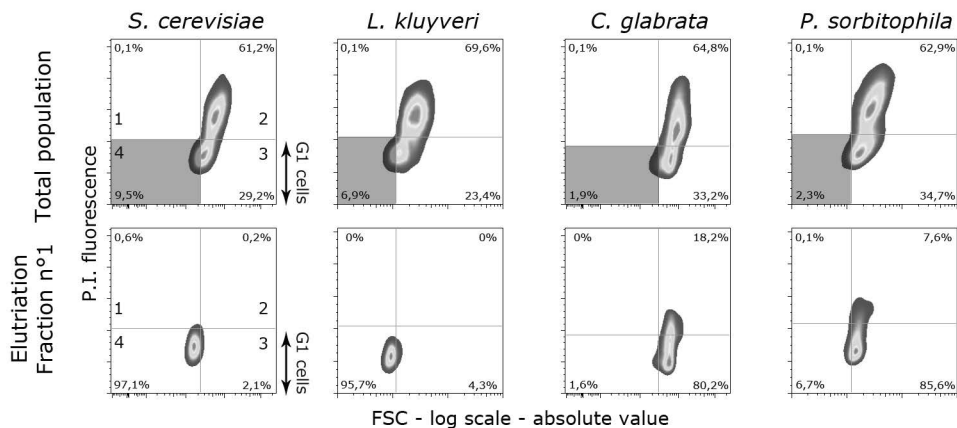 S. cerevisiae L. kluyveri C. glabrata P. sorbitophila
Total population
P.I. fluorescence
0,1% 61,2%
1 2
4 3
9,5% 29,2%
G1 cells
0,1% 69,6%
6,9% 23,4%
0,1% 64,8%
1,9% 33,2%
0,1% 62,9%
2,3% 34,7%
Elutriation
Fraction n°1
0,6% 0,2%
1 2
4 3
97,1% 2,1%
G1 cells
0% 0%
95,7% 4,3%
0% 18,2%
1,6% 80,2%
0,1% 7,6%
6,7% 85,6%
FSC - log scale - absolute value